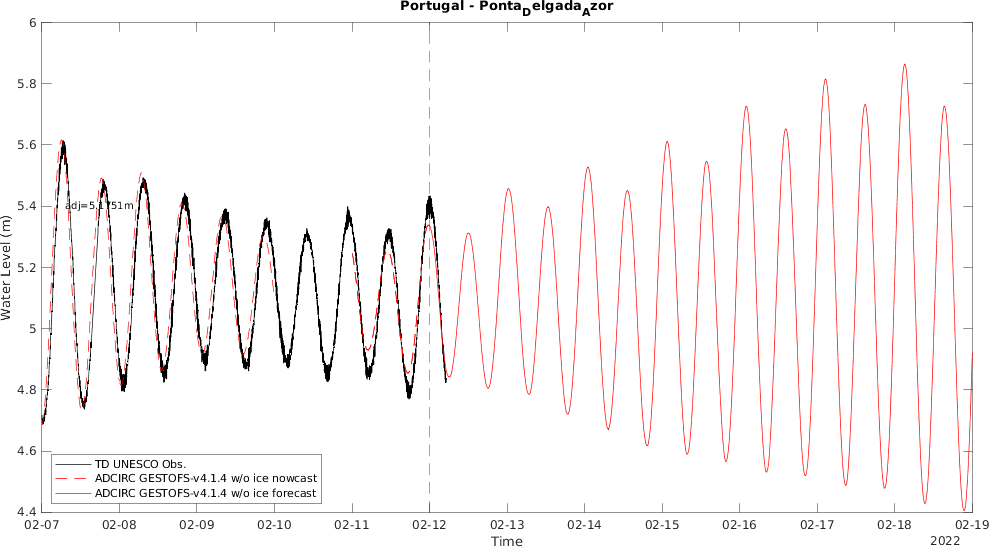 Portugal - PontaDelgadaAzor
6
5.8
5.6
5.4
5.2
5
4.8
4.6
4.4
Water Level (m)
adj=5.1751m
TD UNESCO Obs.
ADCIRC GESTOFS-v4.1.4 w/o ice nowcast
ADCIRC GESTOFS-v4.1.4 w/o ice forecast
02-07 02-08 02-09 02-10 02-11 02-12 02-13 02-14 02-15 02-16 02-17 02-18 02-19
Time
2022